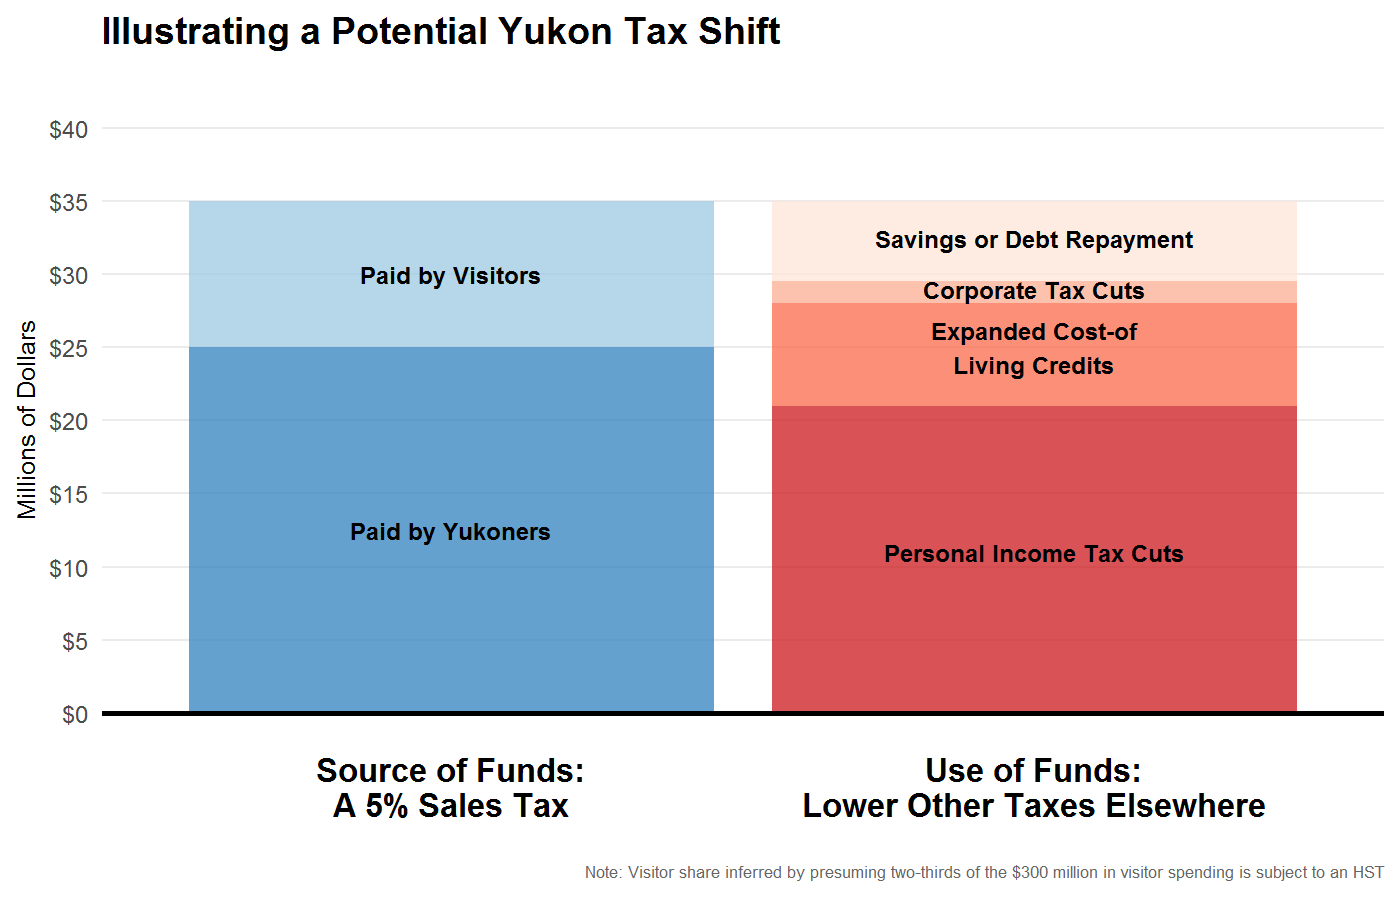 Illustrating a Potential Yukon Tax Shift
Millions of Dollars
$40
$35
$30
$25
$20
$15
$10
$5
$0
Paid by Visitors
Paid by Yukoners
Savings or Debt Repayment
Corporate Tax Cuts
Expanded Cost-of
Living Credits
Personal Income Tax Cuts
Source of Funds:
A 5% Sales Tax
Use of Funds:
Lower Other Taxes Elsewhere
Note: Visitor share inferred by presuming two-thirds of the $300 million in visitor spending is subject to an HST